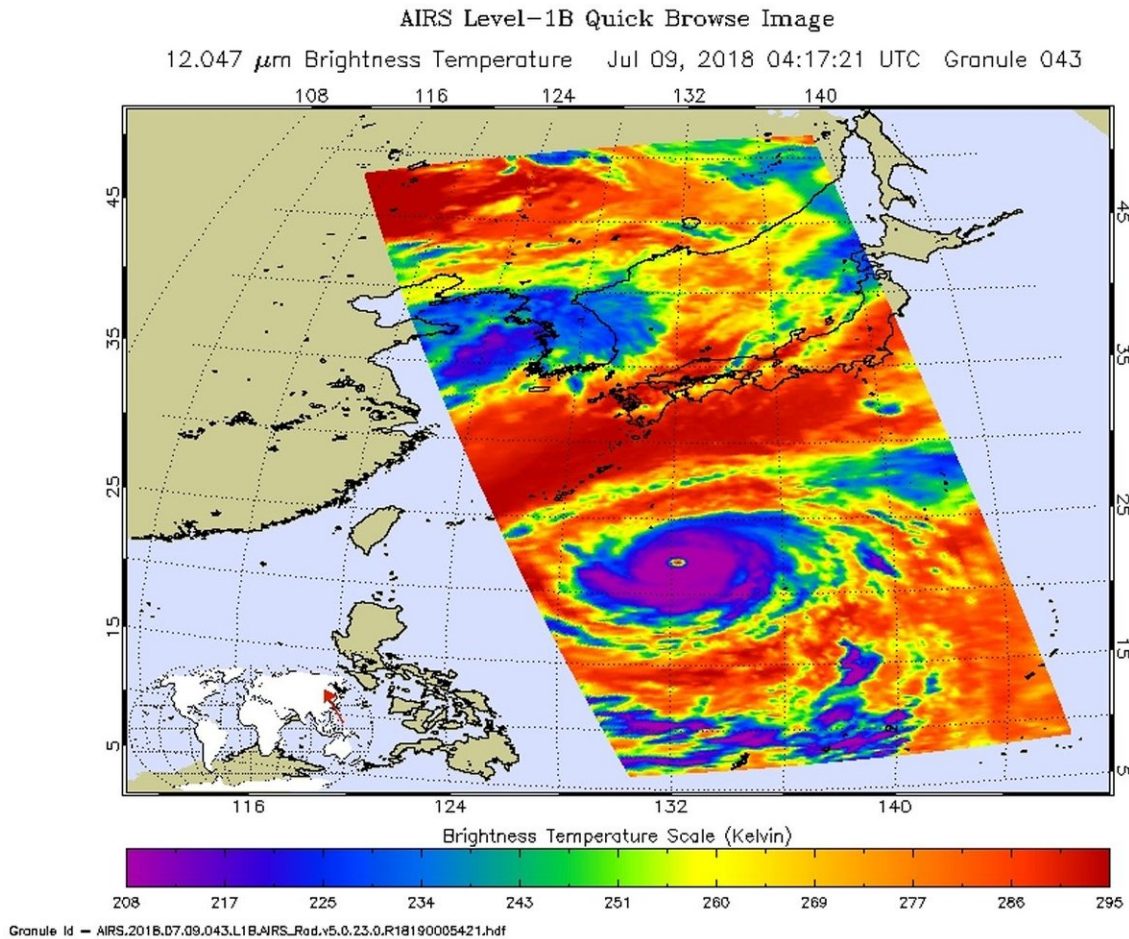 AIRS Level-1B Quick Browse Image
12.047 μm Brightness Temperature Jul 09, 2018 04:17:21 UTC Granule 043
108 116 124 132 140
45 45
35 35
25 25
15 15
5 5
116 124 132 140
Brightness Temperature Scale (Kelvin)
208 217 225 234 243 251 260 269 277 286 295
Granule Id – AIRS.2018.07.09.043.L1B.AIRS_Rad.v5.0.23.0.R18190005421.hdf